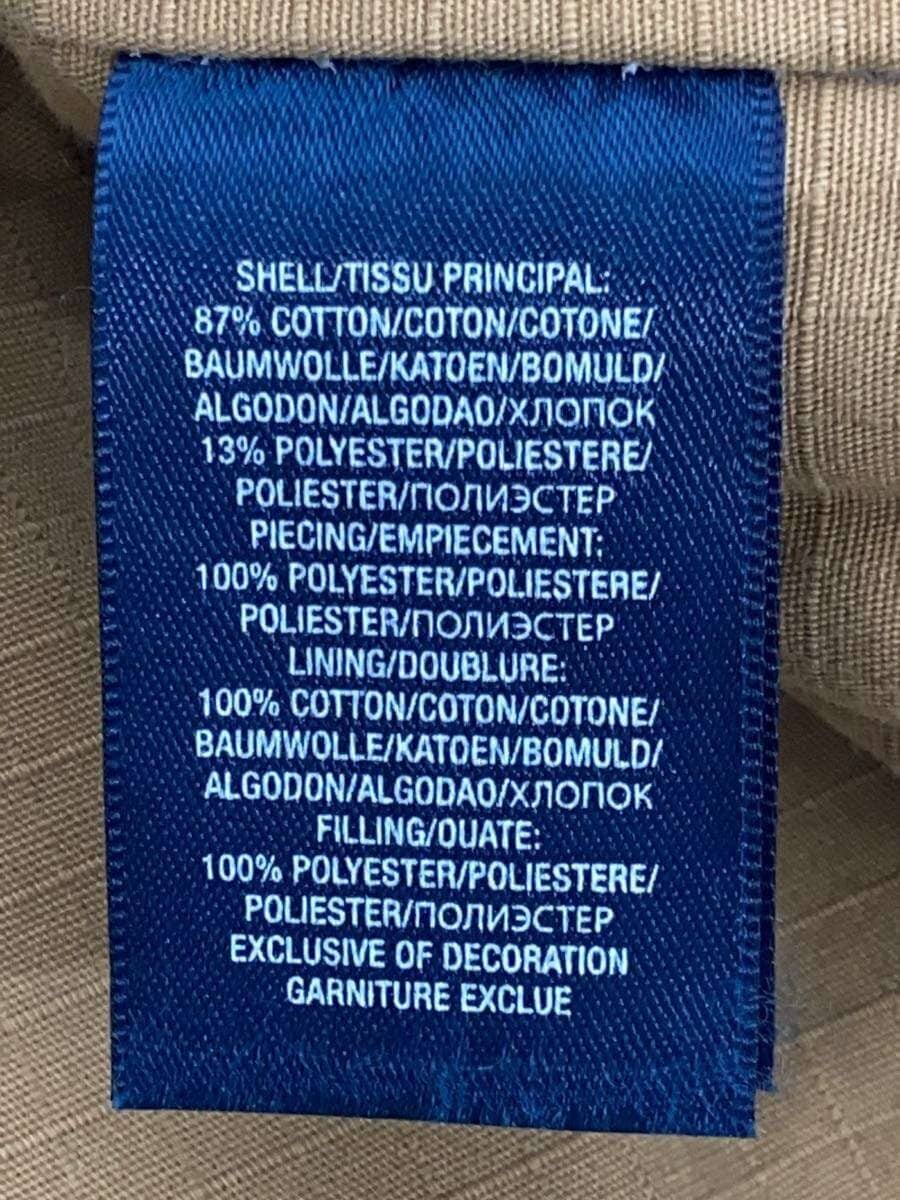 SHELL/TISSU PRINCIPAL:
87% COTTON/COTON/COTONE/
BAUMWOLLE/KATOEN/BOMULD/
ALGODON/ALGODAO/ХЛОПОК
13% POLYESTER/POLIESTERE/
POLIESTER/ПОЛИЭСТЕР
PIECING/EMPIECEMENT:
100% POLYESTER/POLIESTERE/
POLIESTER/ПОЛИЭСТЕР
LINING/DOUBLURE:
100% COTTON/COTON/COTONE/
BAUMWOLLE/KATOEN/BOMULD/
ALGODON/ALGODAO/ХЛОПОК
FILLING/OUATE:
100% POLYESTER/POLIESTERE/
POLIESTER/ПОЛИЭСТЕР
EXCLUSIVE OF DECORATION
GARNITURE EXCLUE